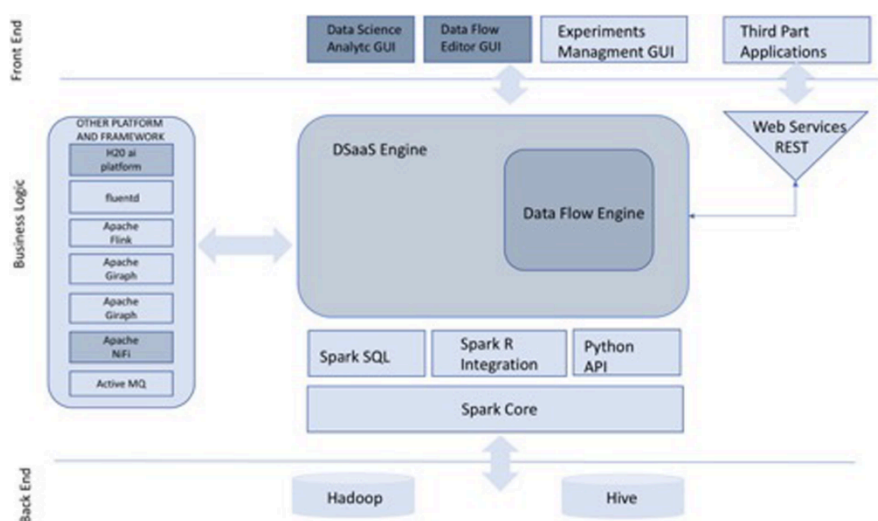 Front End
Data Science
Analytc GUI
Data Flow
Editor GUI
Experiments
Managment GUI
Third Part
Applications
Business Logic
OTHER PLATFORM
AND FRAMEWORK
H20 ai
platform
fluentd
Apache
Flink
Apache
Giraph
Apache
Giraph
Apache
NiFi
Active MQ
DSaaS Engine
Data Flow Engine
Web Services
REST
Spark SQL
Spark R
Integration
Python
API
Spark Core
Back End
Hadoop
Hive